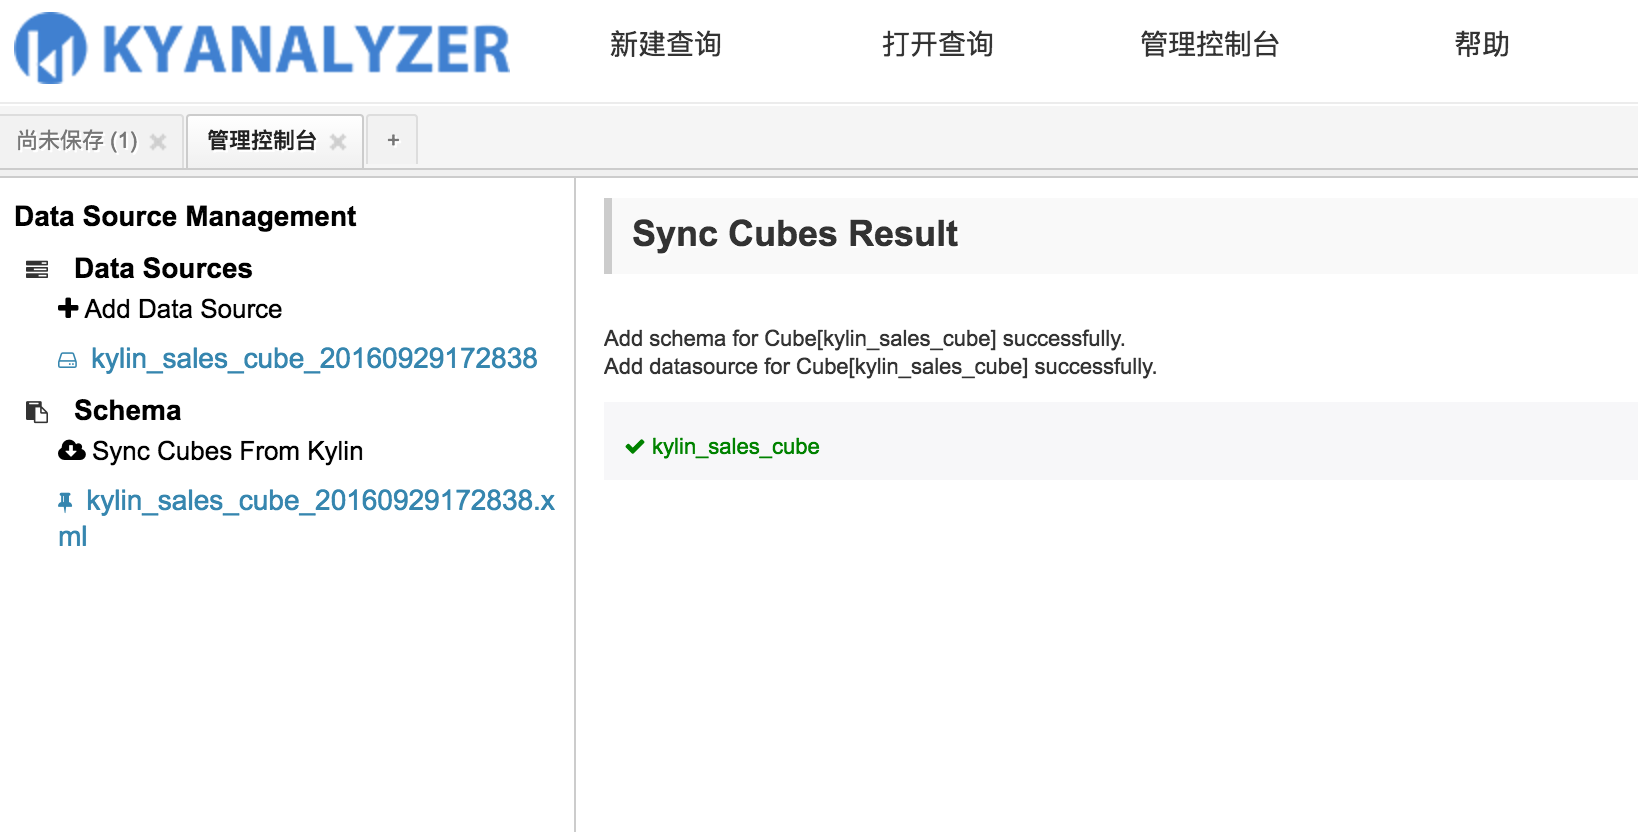 KYANALYZER
新建查询
打开查询
管理控制台
帮助
尚未保存 (1)
管理控制台
+
Data Source Management
Data Sources
Add Data Source
kylin_sales_cube_20160929172838
Schema
Sync Cubes From Kylin
kylin_sales_cube_20160929172838.x
ml
Sync Cubes Result
Add schema for Cube[kylin_sales_cube] successfully.
Add datasource for Cube[kylin_sales_cube] successfully.
kylin_sales_cube